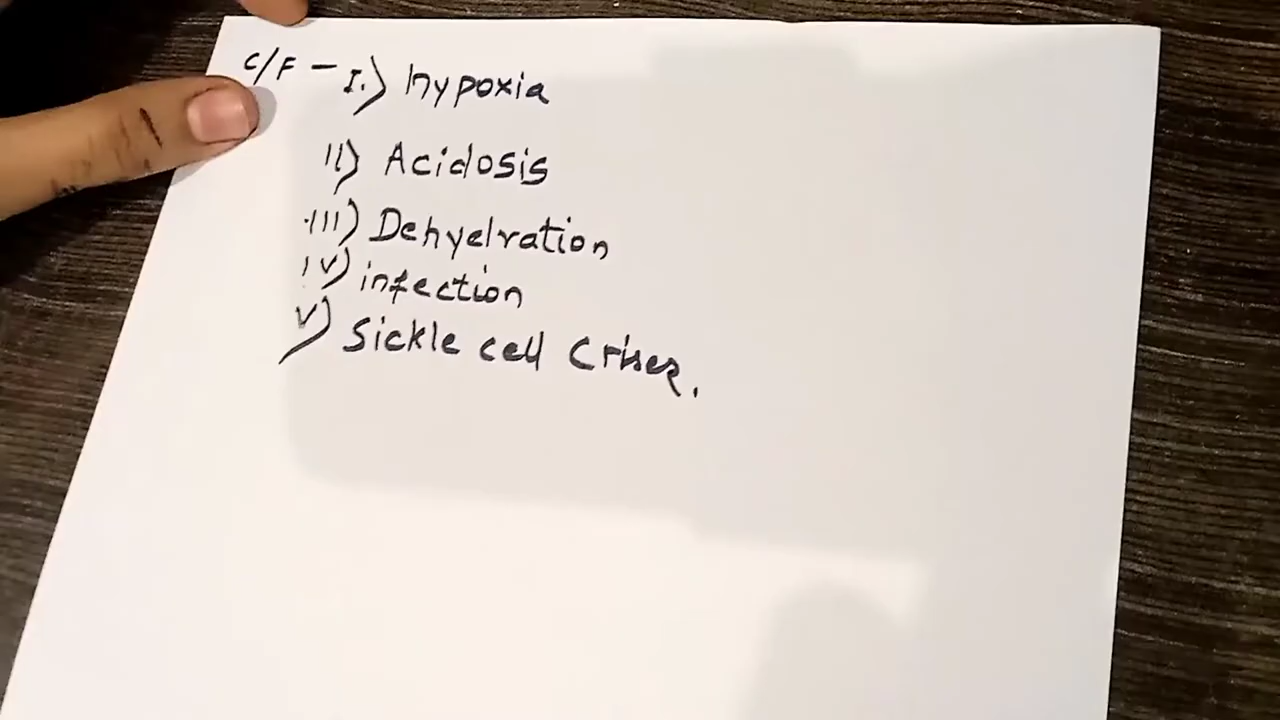 C/F - I.) hypoxia
II) Acidosis
III) Dehydration
IV) infection
V) Sickle cell Crises.